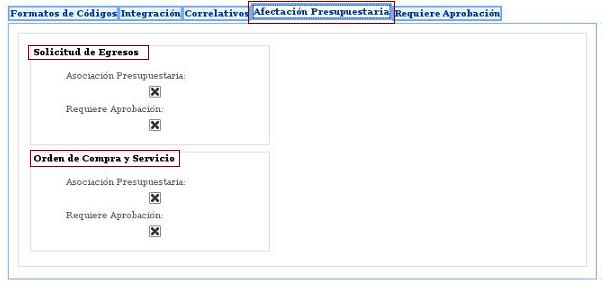 Formatos de Códigos Integración Correlativos Afectación Presupuestaria Requiere Aprobación
Solicitud de Egresos
Asociación Presupuestaria:
Requiere Aprobación:
Orden de Compra y Servicio
Asociación Presupuestaria:
Requiere Aprobación: